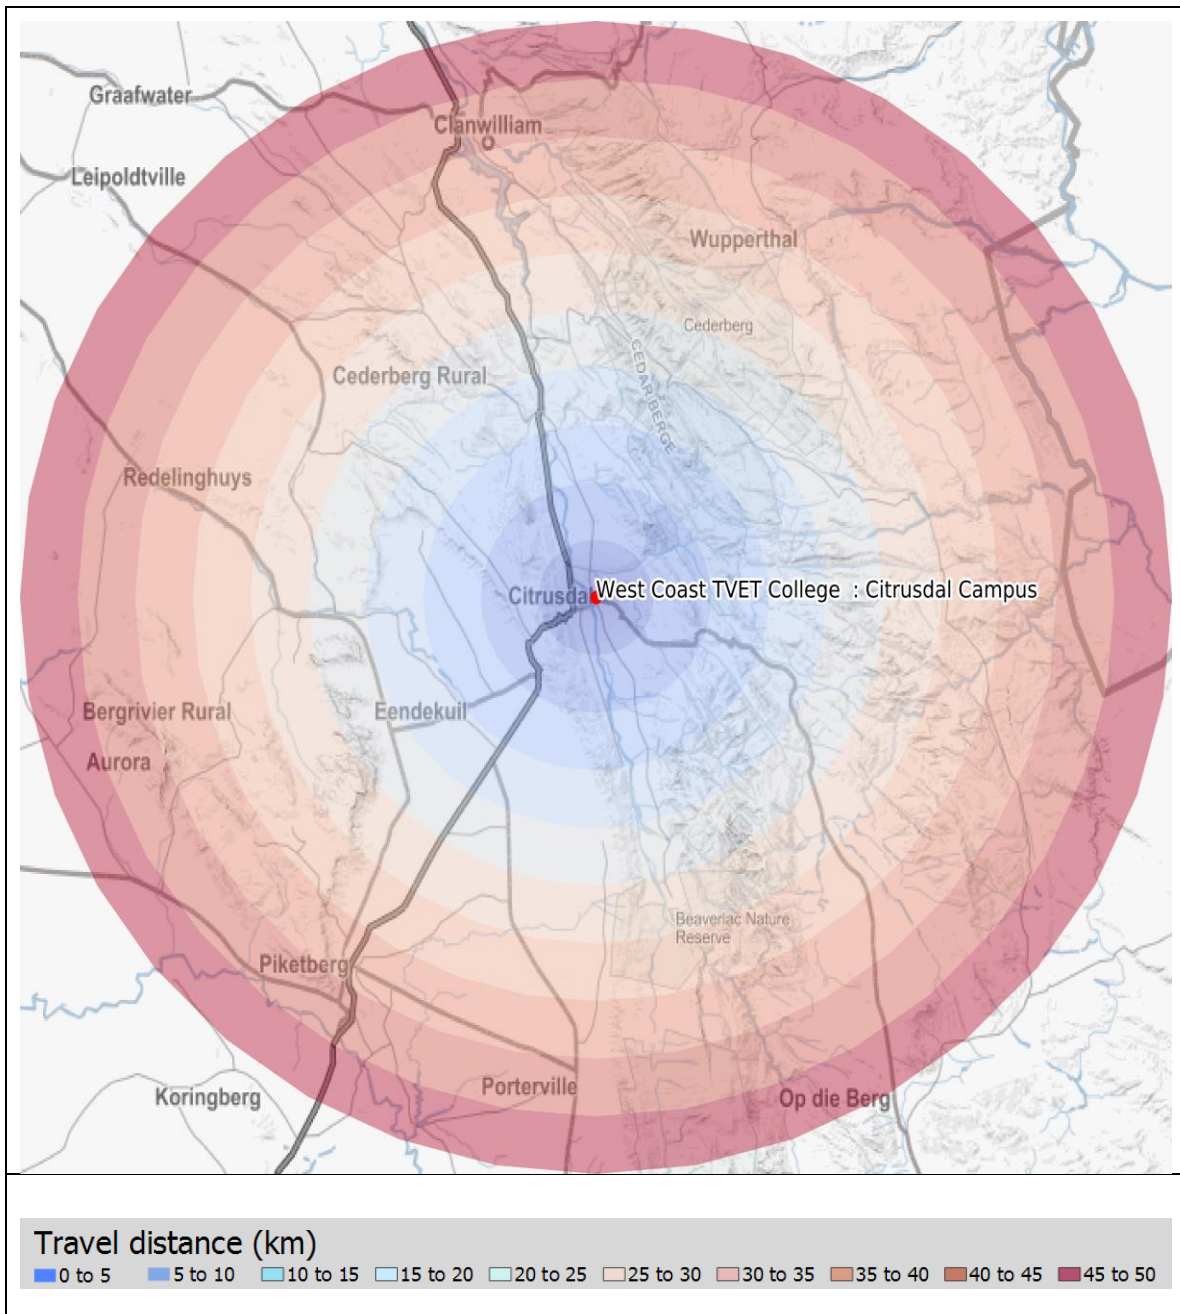 Graafwater
Clanwilliam
Leipoldtville
Wupperthal
Cederberg
CEDARBERGE
Cederberg Rural
Redelinghuys
Citrusdal
West Coast TVET College : Citrusdal Campus
Bergrivier Rural
Eendekuil
Aurora
Beaverlac Nature
Reserve
Piketberg
Porterville
Koringberg
Op die Berg
Travel distance (km)
0 to 5 5 to 10 10 to 15 15 to 20 20 to 25 25 to 30 30 to 35 35 to 40 40 to 45 45 to 50